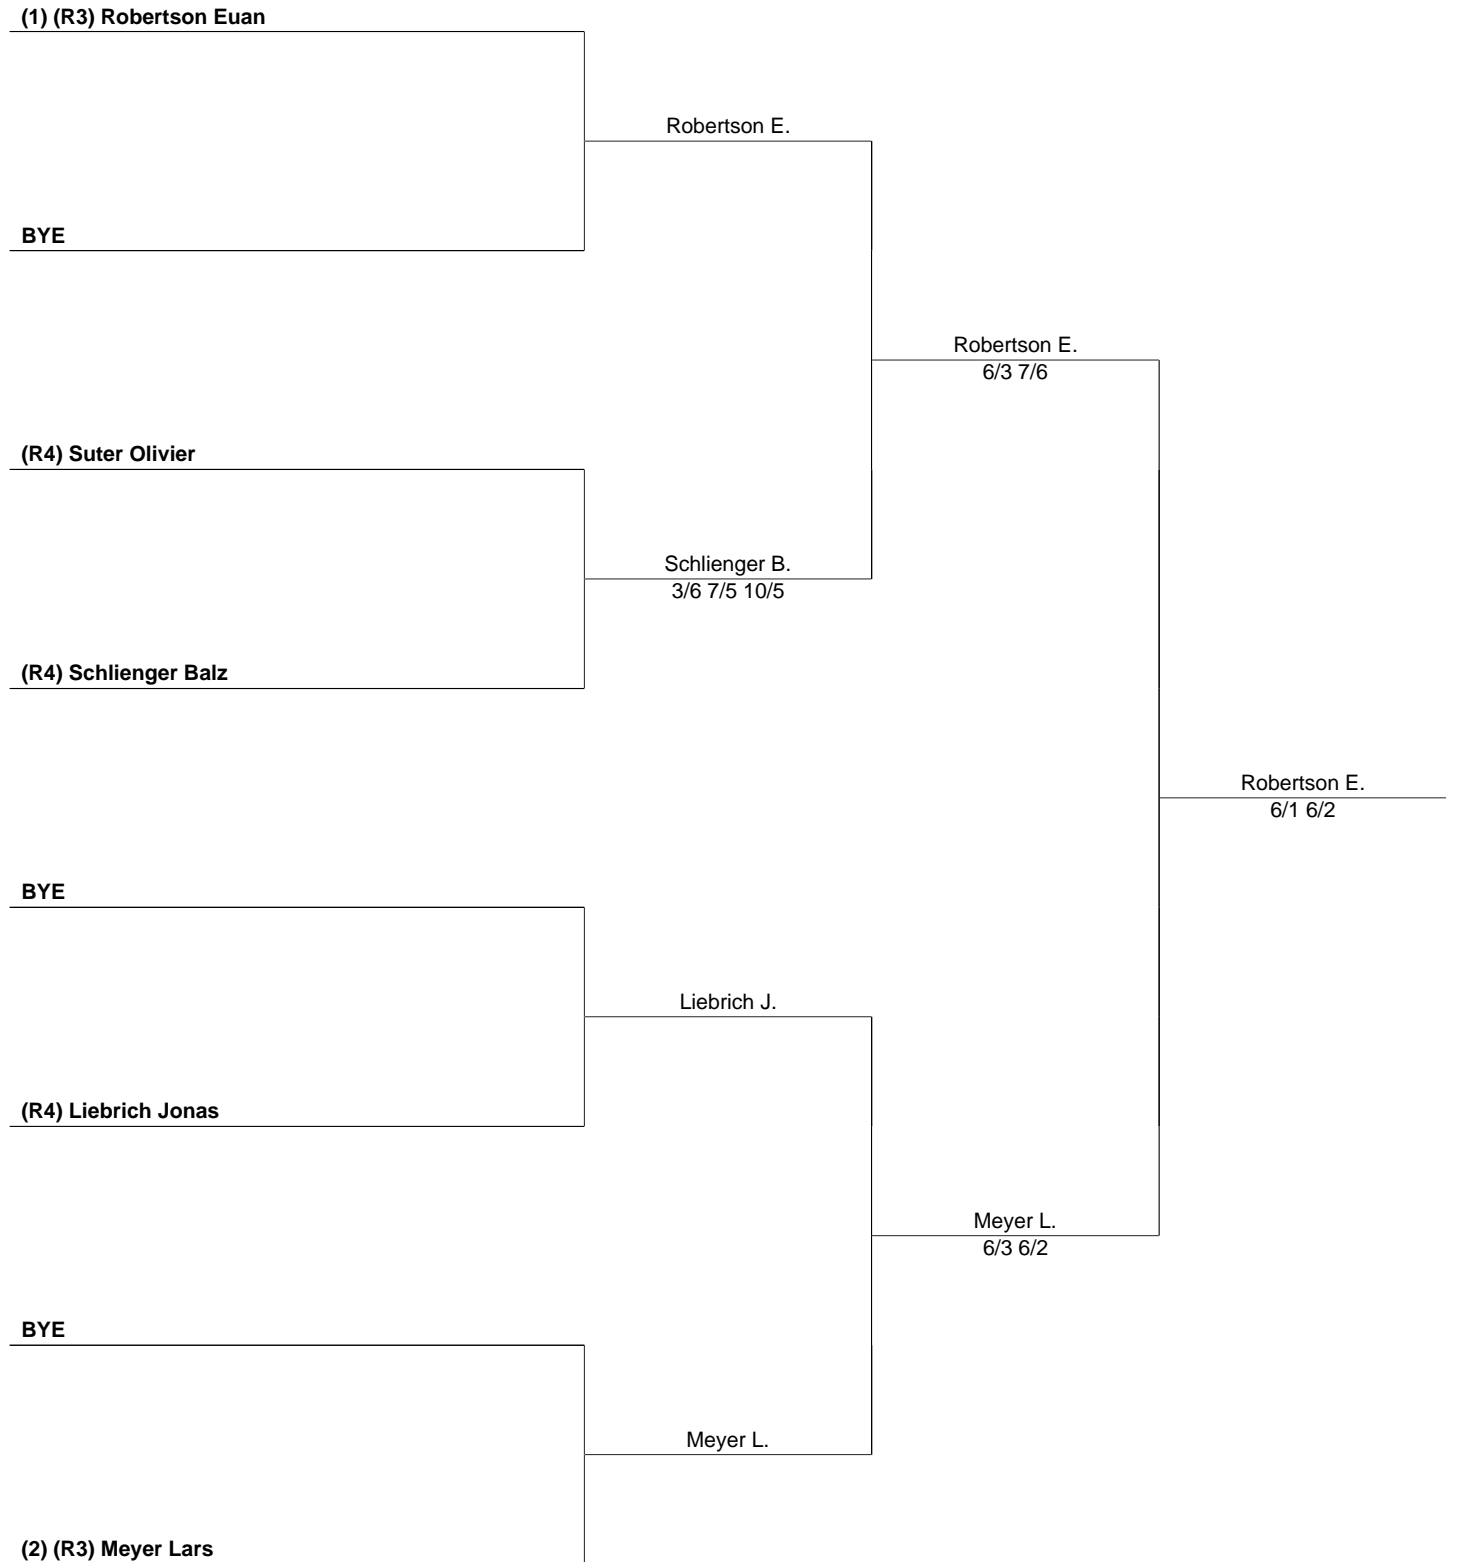 (1) (R3) Robertson Euan
Robertson E.
BYE
Robertson E.
6/3 7/6
(R4) Suter Olivier
Schlienger B.
3/6 7/5 10/5
(R4) Schlienger Balz
Robertson E.
6/1 6/2
BYE
Liebrich J.
(R4) Liebrich Jonas
Meyer L.
6/3 6/2
BYE
Meyer L.
(2) (R3) Meyer Lars